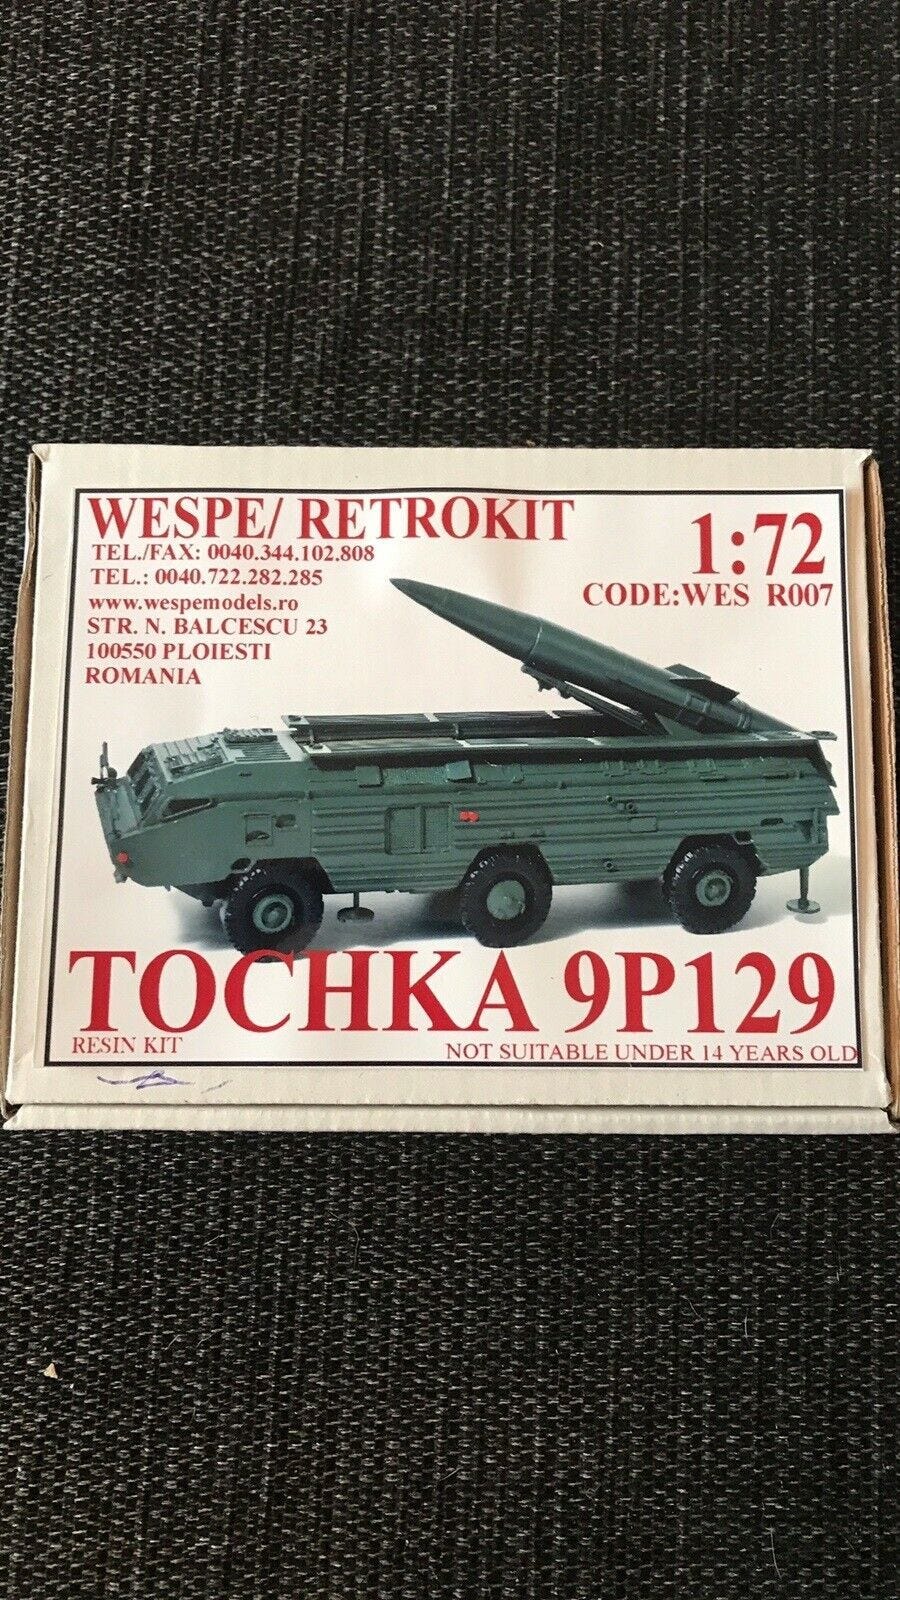 WESPE/ RETROKIT
TEL./FAX: 0040.344.102.808
TEL.: 0040.722.282.285
www.wespemodels.ro
STR. N. BALCESCU 23
100550 PLOIESTI
ROMANIA
1:72
CODE:WES R007
TOCHKA 9P129
RESIN KIT
NOT SUITABLE UNDER 14 YEARS OLD